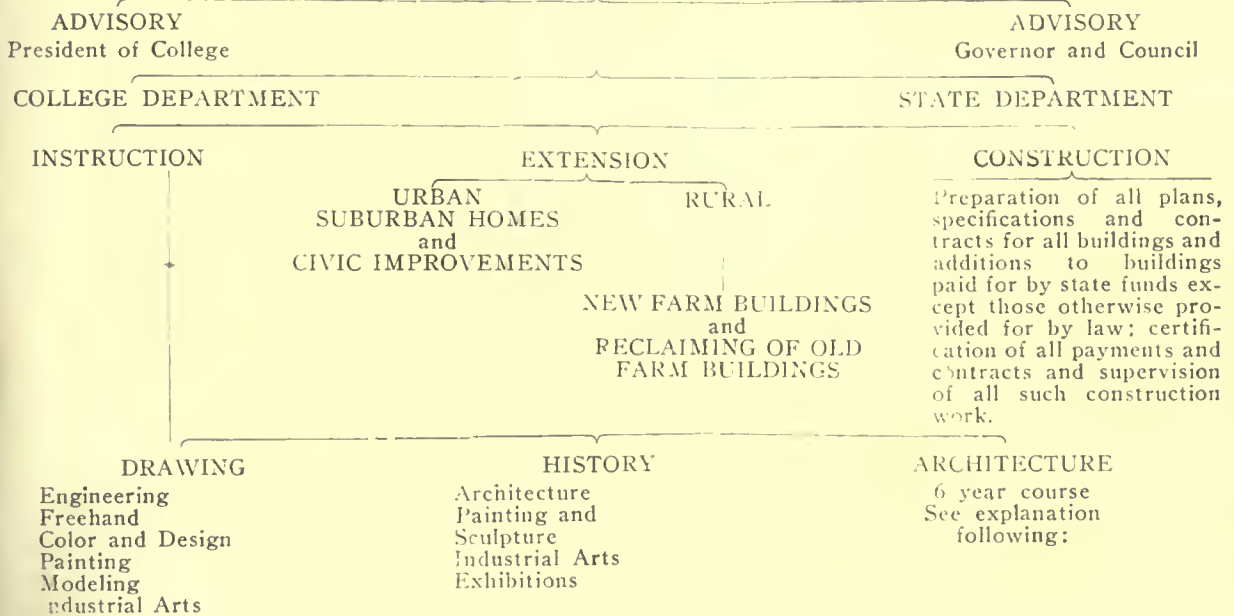 ADVISORY
President of College
ADVISORY
Governor and Council
COLLEGE DEPARTMENT
STATE DEPARTMENT
INSTRUCTION
EXTENSION
CONSTRUCTION
URBAN
SUBURBAN HOMES
and
CIVIC IMPROVEMENTS
RURAL
NEW FARM BUILDINGS
and
RECLAIMING OF OLD
FARM BUILDINGS
Preparation of all plans,
specifications and con-
tracts for all buildings and
additions to buildings
paid for by state funds ex-
cept those otherwise pro-
vided for by law; certifi-
cation of all payments and
contracts and supervision
of all such construction
work.
DRAWING
Engineering
Freehand
Color and Design
Painting
Modeling
Industrial Arts
HISTORY
Architecture
Painting and
Sculpture
Industrial Arts
Exhibitions
ARCHITECTURE
6 year course
See explanation
following: